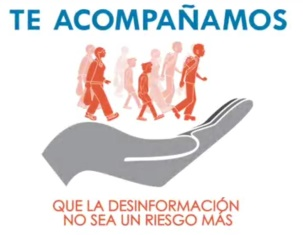 TE ACOMPAÑAMOS
QUE LA DESINFORMACIÓN
NO SEA UN RIESGO MÁS